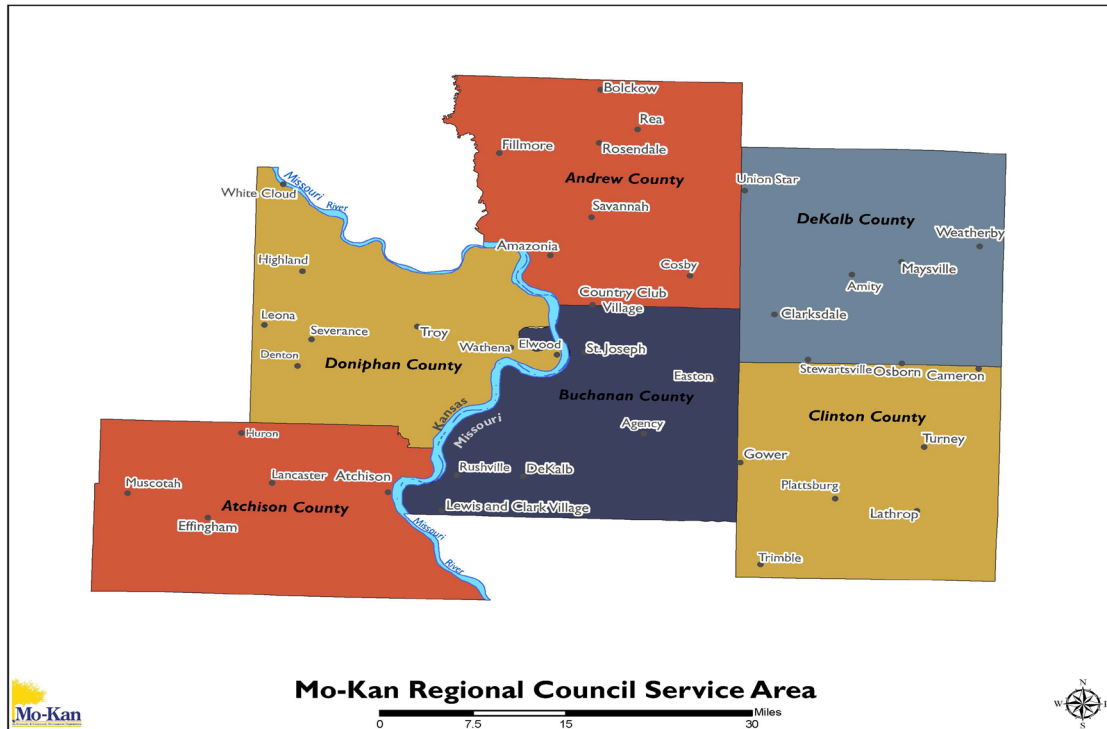 Bolckow
Rea
Fillmore
Rosendale
Andrew County
Union Star
White Cloud
Missouri
River
Savannah
DeKalb County
Weatherby
Amazonia
Highland
Cosby
Maysville
Amity
Country Club
Village
Clarksdale
Leona
Severance
Troy
Wathena
Elwood
St. Joseph
Denton
Doniphan County
Stewartsville
Osborn
Cameron
Easton
Buchanan County
Kansas
Missouri
Clinton County
Agency
Huron
Turney
Gower
Rushville
DeKalb
Lancaster
Atchison
Muscotah
Plattsburg
Atchison County
Lewis and Clark Village
Lathrop
Effingham
Missouri
River
Trimble
Mo-Kan Regional Council Service Area
Miles
0 7.5 15 30
Mo-Kan
N
W E
S